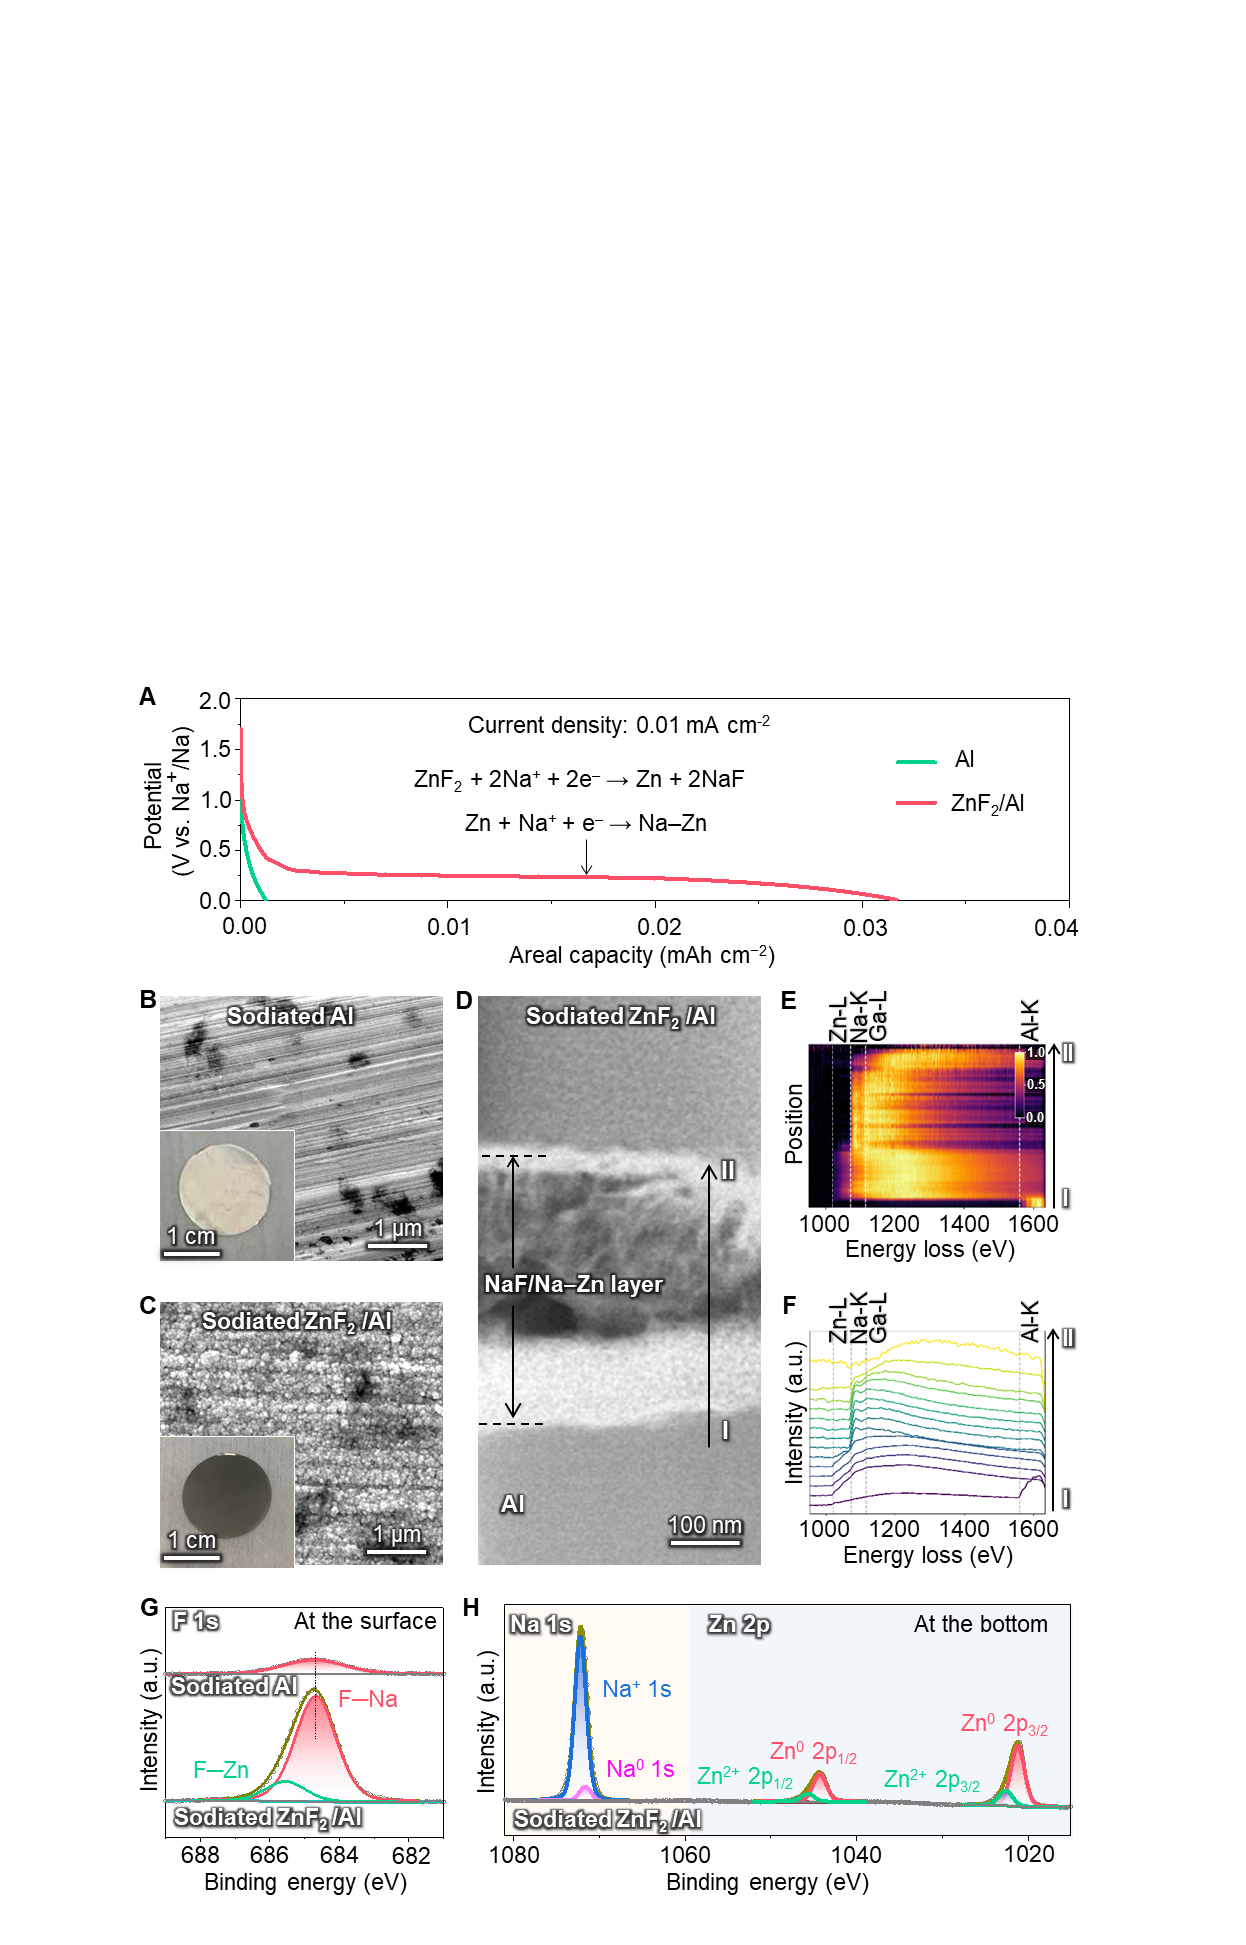 A
2.0
1.5
1.0
0.5
0.0
Potential
(V vs. Na⁺/Na)
Current density: 0.01 mA cm⁻²
ZnF₂ + 2Na⁺ + 2e⁻ → Zn + 2NaF
Zn + Na⁺ + e⁻ → Na–Zn
Al
ZnF₂/Al
0.00 0.01 0.02 0.03 0.04
Areal capacity (mAh cm⁻²)
B
Sodiated Al
1 cm
1 µm
C
Sodiated ZnF₂ /Al
1 cm
1 µm
D
Sodiated ZnF₂ /Al
II
NaF/Na–Zn layer
I
Al
100 nm
E
Zn-L
Na-K
Ga-L
Al-K
II
1.0
0.5
0.0
I
Position
1000 1200 1400 1600
Energy loss (eV)
F
Zn-L
Na-K
Ga-L
Al-K
II
I
Intensity (a.u.)
1000 1200 1400 1600
Energy loss (eV)
G
F 1s
At the surface
Sodiated Al
F—Na
F—Zn
Sodiated ZnF₂ /Al
Intensity (a.u.)
688 686 684 682
Binding energy (eV)
H
Na 1s
Zn 2p
At the bottom
Na⁺ 1s
Na⁰ 1s
Zn⁰ 2p₃/₂
Zn⁰ 2p₁/₂
Zn²⁺ 2p₁/₂
Zn²⁺ 2p₃/₂
Sodiated ZnF₂ /Al
Intensity (a.u.)
1080 1060 1040 1020
Binding energy (eV)